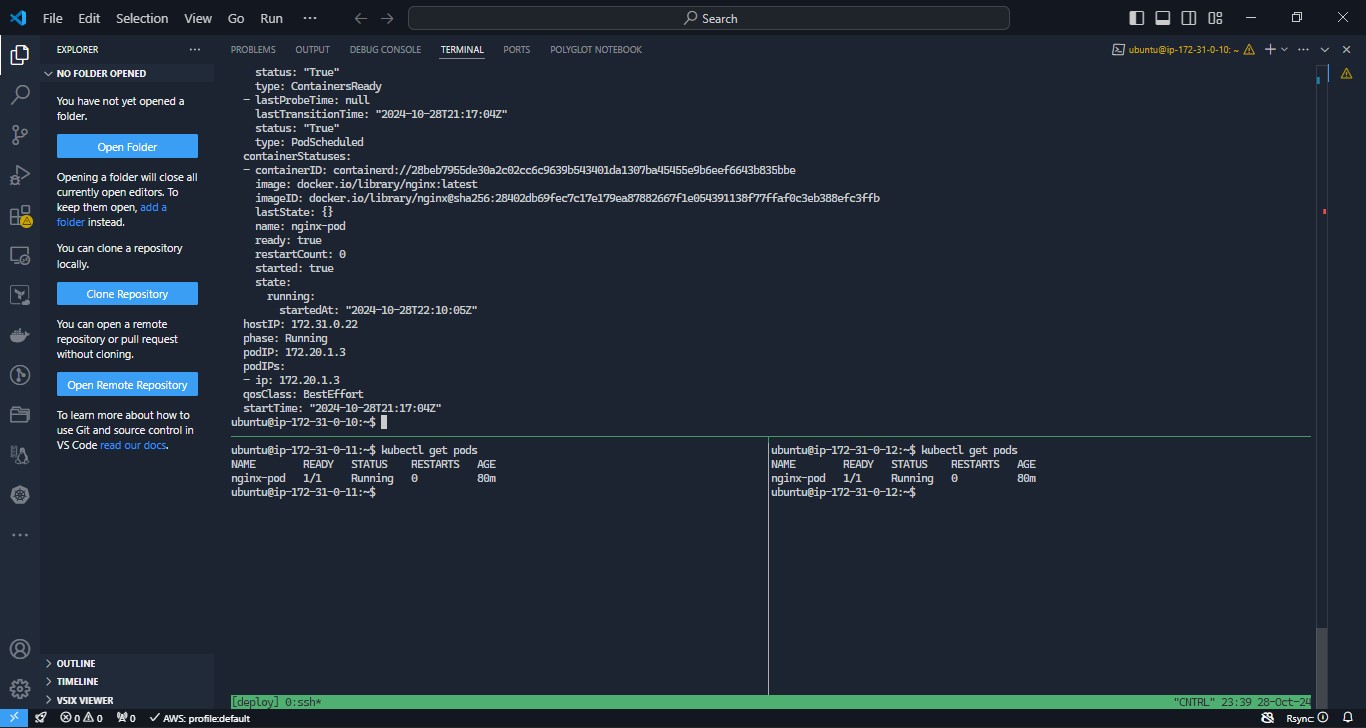 File Edit Selection View Go Run ··· Search
EXPLORER ···
NO FOLDER OPENED
You have not yet opened a
folder.
Open Folder
Opening a folder will close all
currently open editors. To
keep them open, add a
folder instead.
You can clone a repository
locally.
Clone Repository
You can open a remote
repository or pull request
without cloning.
Open Remote Repository
To learn more about how to
use Git and source control in
VS Code read our docs.
OUTLINE
TIMELINE
VSIX VIEWER
PROBLEMS OUTPUT DEBUG CONSOLE TERMINAL PORTS POLYGLOT NOTEBOOK ubuntu@ip-172-31-0-10: ~
status: "True"
type: ContainersReady
- lastProbeTime: null
lastTransitionTime: "2024-10-28T21:17:04Z"
status: "True"
type: PodScheduled
containerStatuses:
- containerID: containerd://28beb7955de30a2c02cc6c9639b543401da1307ba45455e9b6eef6643b835bbe
image: docker.io/library/nginx:latest
imageID: docker.io/library/nginx@sha256:28402db69fec7c17e179ea87882667f1e054391138f77ffaf0c3eb388efc3ffb
lastState: {}
name: nginx-pod
ready: true
restartCount: 0
started: true
state:
running:
startedAt: "2024-10-28T22:10:05Z"
hostIP: 172.31.0.22
phase: Running
podIP: 172.20.1.3
podIPs:
- ip: 172.20.1.3
qosClass: BestEffort
startTime: "2024-10-28T21:17:04Z"
ubuntu@ip-172-31-0-10:~$
ubuntu@ip-172-31-0-11:~$ kubectl get pods
NAME READY STATUS RESTARTS AGE
nginx-pod 1/1 Running 0 80m
ubuntu@ip-172-31-0-11:~$
ubuntu@ip-172-31-0-12:~$ kubectl get pods
NAME READY STATUS RESTARTS AGE
nginx-pod 1/1 Running 0 80m
ubuntu@ip-172-31-0-12:~$
[deploy] 0:ssh* "CNTRL" 23:39 28-Oct-24
0 0 0 AWS: profile:default Rsync: